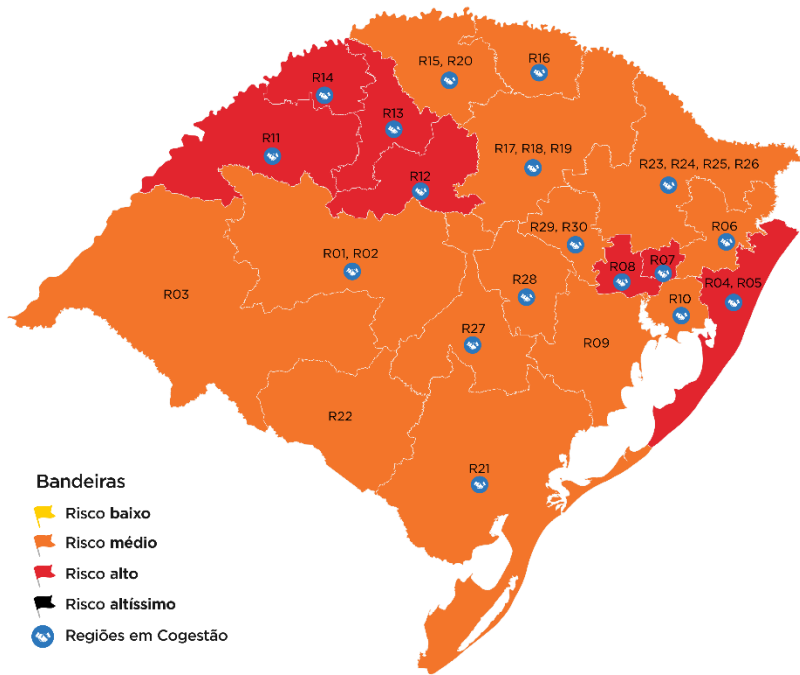 R15, R20
R16
R14
R13
R11
R17, R18, R19
R23, R24, R25, R26
R12
R29, R30
R06
R01, R02
R08
R07
R28
R04, R05
R03
R10
R27
R09
R22
R21
Bandeiras
Risco baixo
Risco médio
Risco alto
Risco altíssimo
Regiões em Cogestão